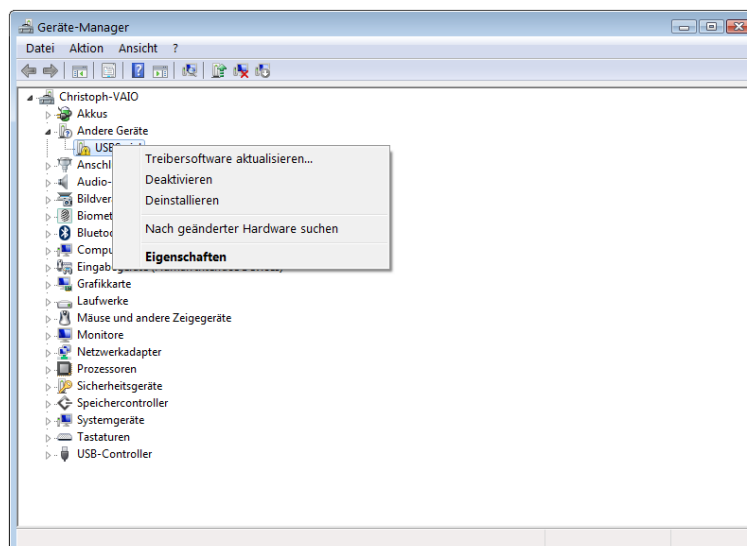 Geräte-Manager
Datei Aktion Ansicht ?
Christoph-VAIO
Akkus
Andere Geräte
Treibersoftware aktualisieren...
Deaktivieren
Deinstallieren
Nach geänderter Hardware suchen
Eigenschaften
Grafikkarte
Laufwerke
Mäuse und andere Zeigegeräte
Monitore
Netzwerkadapter
Prozessoren
Sicherheitsgeräte
Speichercontroller
Systemgeräte
Tastaturen
USB-Controller